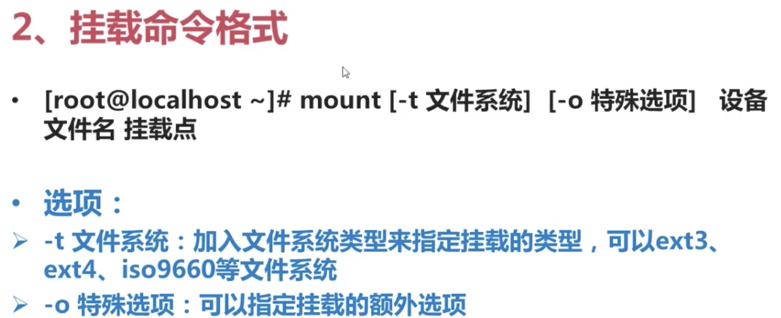 2、挂载命令格式
• [root@localhost ~]# mount [-t 文件系统] [-o 特殊选项] 设备
文件名 挂载点
• 选项：
➢ -t 文件系统：加入文件系统类型来指定挂载的类型，可以ext3、
ext4、iso9660等文件系统
➢ -o 特殊选项：可以指定挂载的额外选项